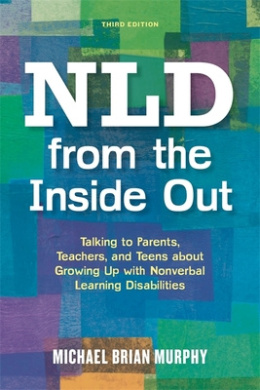 THIRD EDITION
NLD
from the
Inside Out
Talking to Parents,
Teachers, and Teens about
Growing Up with Nonverbal
Learning Disabilities
MICHAEL BRIAN MURPHY